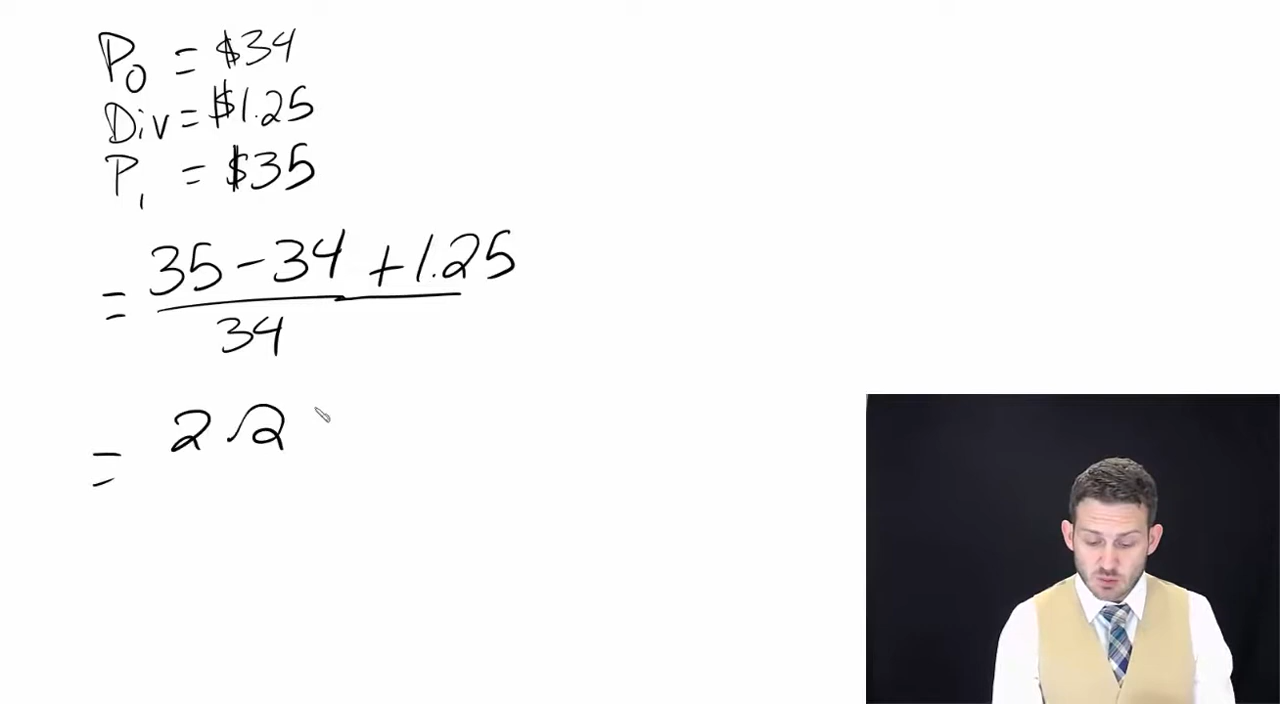 P₀ = $34
Div = $1.25
P₁ = $35
= 35 - 34 + 1.25
34
= 2.2